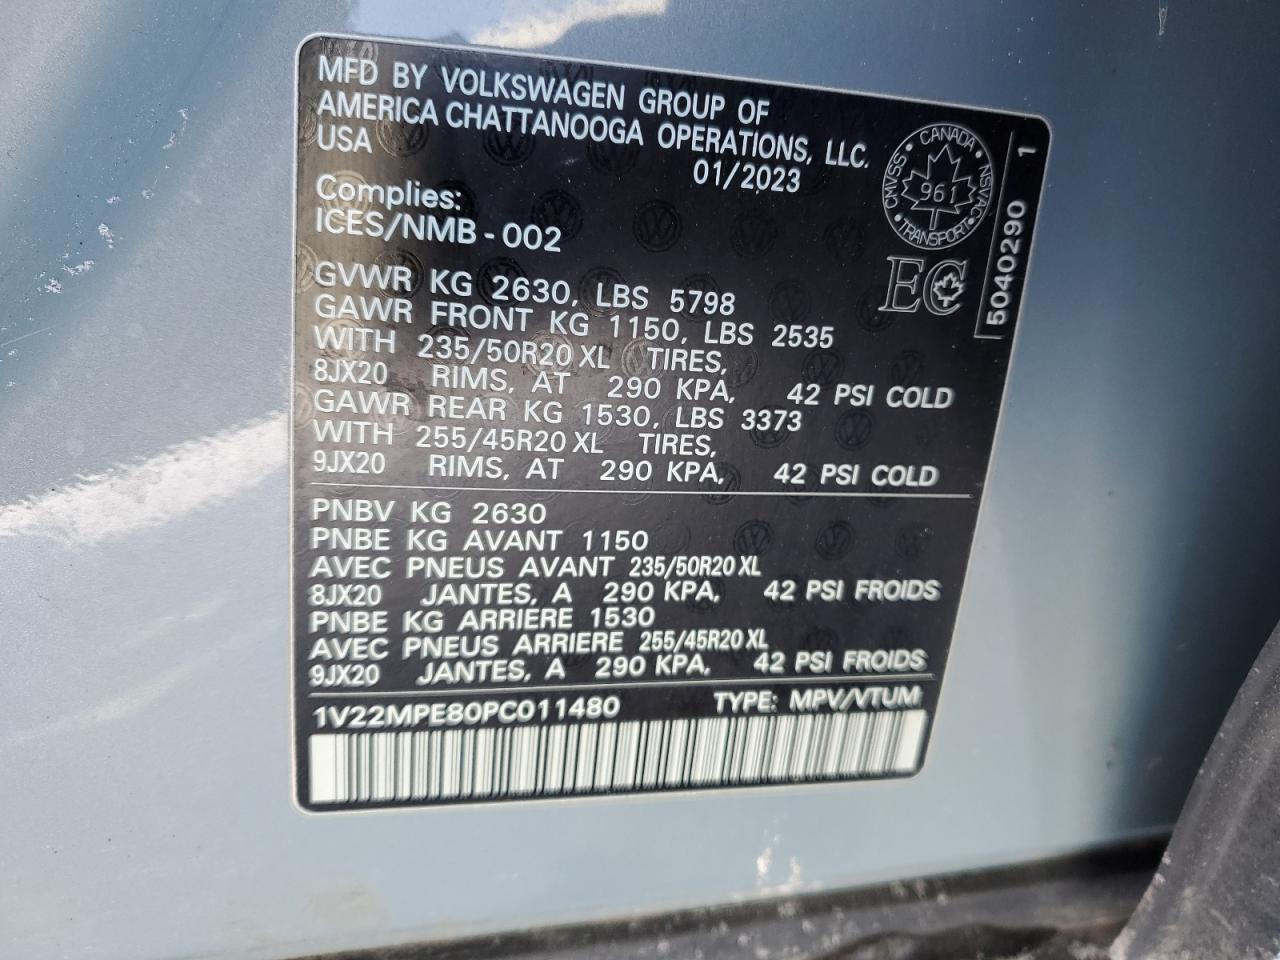 MFD BY VOLKSWAGEN GROUP OF
AMERICA CHATTANOOGA OPERATIONS, LLC.
USA
01/2023
Complies:
ICES/NMB-002
CANADA
CMVSS
NSVAC
961
TRANSPORT
EC
5040290 1
GVWR KG 2630, LBS 5798
GAWR FRONT KG 1150, LBS 2535
WITH 235/50R20 XL TIRES,
8JX20 RIMS, AT 290 KPA, 42 PSI COLD
GAWR REAR KG 1530, LBS 3373
WITH 255/45R20 XL TIRES,
9JX20 RIMS, AT 290 KPA, 42 PSI COLD
PNBV KG 2630
PNBE KG AVANT 1150
AVEC PNEUS AVANT 235/50R20 XL
8JX20 JANTES, A 290 KPA, 42 PSI FROIDS
PNBE KG ARRIERE 1530
AVEC PNEUS ARRIERE 255/45R20 XL
9JX20 JANTES, A 290 KPA, 42 PSI FROIDS
1V22MPE80PC011480 TYPE: MPV/VTUM